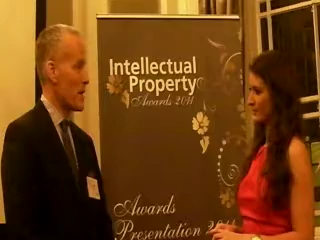 Intellectual
Property
Awards 2011
Awards
Presentation 2011